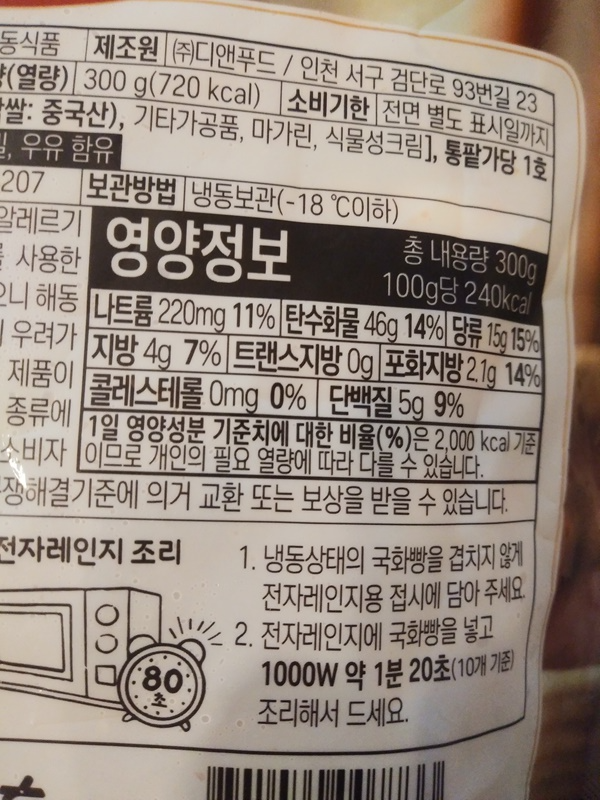 동식품 제조원 ㈜디앤푸드 / 인천 서구 검단로 93번길 23
(열량) 300 g(720 kcal) 소비기한 전면 별도 표시일까지
쌀: 중국산), 기타가공품, 마가린, 식물성크림], 통팥가당 1호
우유 함유
207 보관방법 냉동보관(-18 ℃이하)
알레르기
사용한
오니 해동
우려가
제품이
종류에
소비자
영양정보 총 내용량 300g
100g당 240kcal
나트륨 220mg 11% 탄수화물 46g 14% 당류 15g 15%
지방 4g 7% 트랜스지방 0g 포화지방 2.1g 14%
콜레스테롤 0mg 0% 단백질 5g 9%
1일 영양성분 기준치에 대한 비율(%)은 2,000 kcal 기준
이므로 개인의 필요 열량에 따라 다를 수 있습니다.
쟁해결기준에 의거 교환 또는 보상을 받을 수 있습니다.
전자레인지 조리
1. 냉동상태의 국화빵을 겹치지 않게
전자레인지용 접시에 담아 주세요.
2. 전자레인지에 국화빵을 넣고
1000W 약 1분 20초(10개 기준)
조리해서 드세요.
80
초